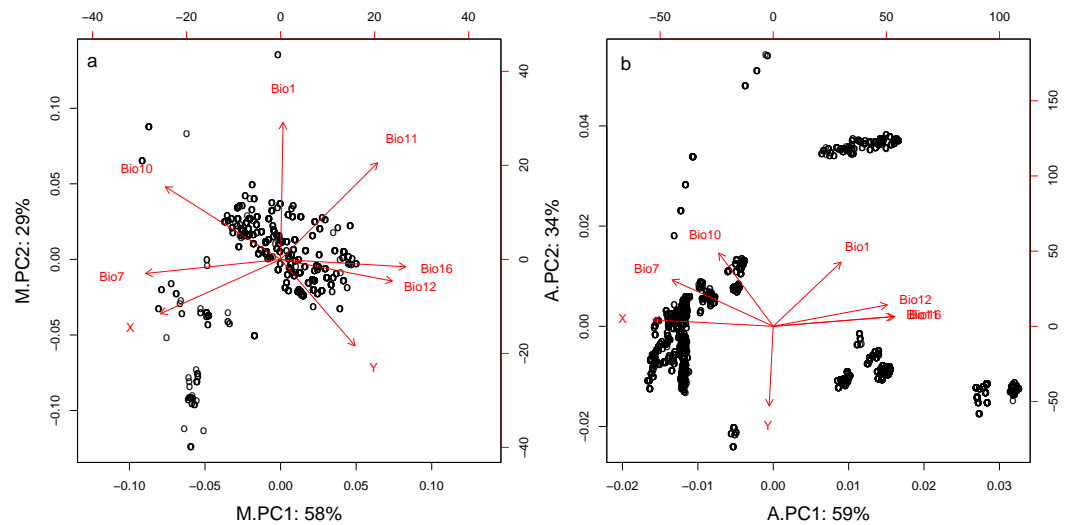 −40 −20 0 20 40
a
Bio1
Bio11
Bio10
Bio16
Bio7
Bio12
X
Y
0.10
0.05
0.00
−0.05
−0.10
M.PC2: 29%
40
20
0
−20
−40
−0.10 −0.05 0.00 0.05 0.10
M.PC1: 58%
−50 0 50 100
b
Bio10
Bio1
Bio7
Bio12
Bio16
X
Y
0.04
0.02
0.00
−0.02
A.PC2: 34%
150
100
50
0
−50
−0.02 −0.01 0.00 0.01 0.02 0.03
A.PC1: 59%